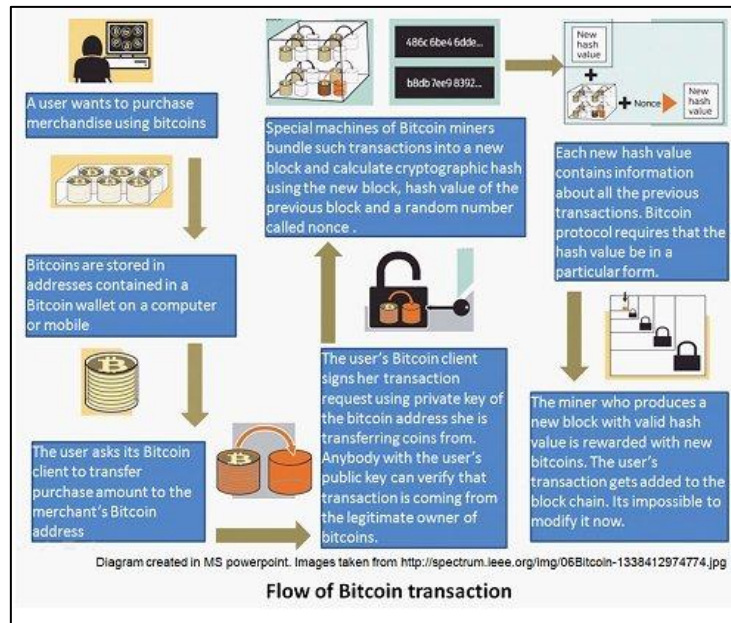 A user wants to purchase
merchandise using bitcoins
Bitcoins are stored in
addresses contained in a
Bitcoin wallet on a computer
or mobile
The user asks its Bitcoin
client to transfer
purchase amount to the
merchant's Bitcoin
address
The user's Bitcoin client
signs her transaction
request using private key of
the bitcoin address she is
transferring coins from.
Anybody with the user's
public key can verify that
transaction is coming from
the legitimate owner of
bitcoins.
486c 6be4 6dde...
b8db 7ee9 8392...
Special machines of Bitcoin miners
bundle such transactions into a new
block and calculate cryptographic hash
using the new block, hash value of the
previous block and a random number
called nonce .
New
hash
value
+
+ Nonce
New
hash
value
Each new hash value
contains information
about all the previous
transactions. Bitcoin
protocol requires that the
hash value be in a
particular form.
The miner who produces a
new block with valid hash
value is rewarded with new
bitcoins. The user's
transaction gets added to the
block chain. Its impossible to
modify it now.
Diagram created in MS powerpoint. Images taken from http://spectrum.ieee.org/img/06Bitcoin-1338412974774.jpg
Flow of Bitcoin transaction